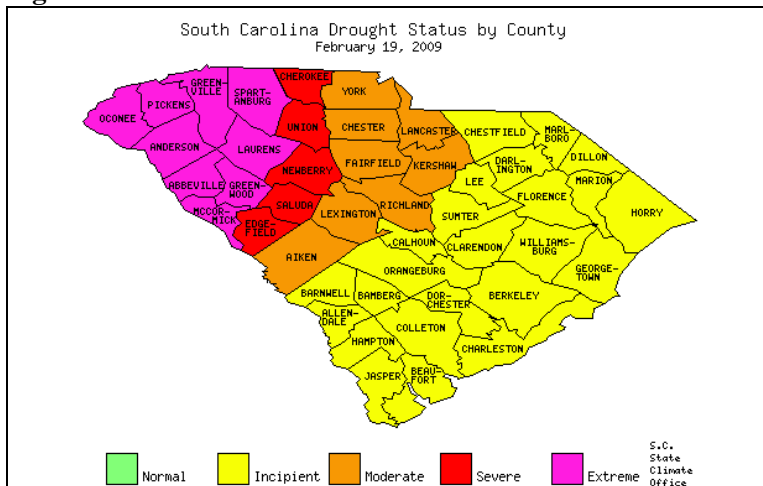 South Carolina Drought Status by County
February 19, 2009
CHEROKEE
GREEN-
VILLE
SPART-
ANBURG
YORK
PICKENS
OCONEE
UNION
CHESTER
LANCASTER
CHESTFIELD
MARL-
BORO
ANDERSON
LAURENS
DILLON
FAIRFIELD
KERSHAW
DARL-
INGTON
NEWBERRY
LEE
MARION
ABBEVILLE
GREEN-
WOOD
FLORENCE
SALUDA
RICHLAND
MCCOR-
MICK
LEXINGTON
SUMTER
HORRY
EDGE-
FIELD
CALHOUN
CLARENDON
WILLIAMS-
BURG
AIKEN
ORANGEBURG
GEORGE-
TOWN
BARNWELL
BAMBERG
DOR-
CHESTER
BERKELEY
ALLEN-
DALE
COLLETON
HAMPTON
CHARLESTON
JASPER
BEAU-
FORT
Normal
Incipient
Moderate
Severe
Extreme
S.C.
State
Climate
Office